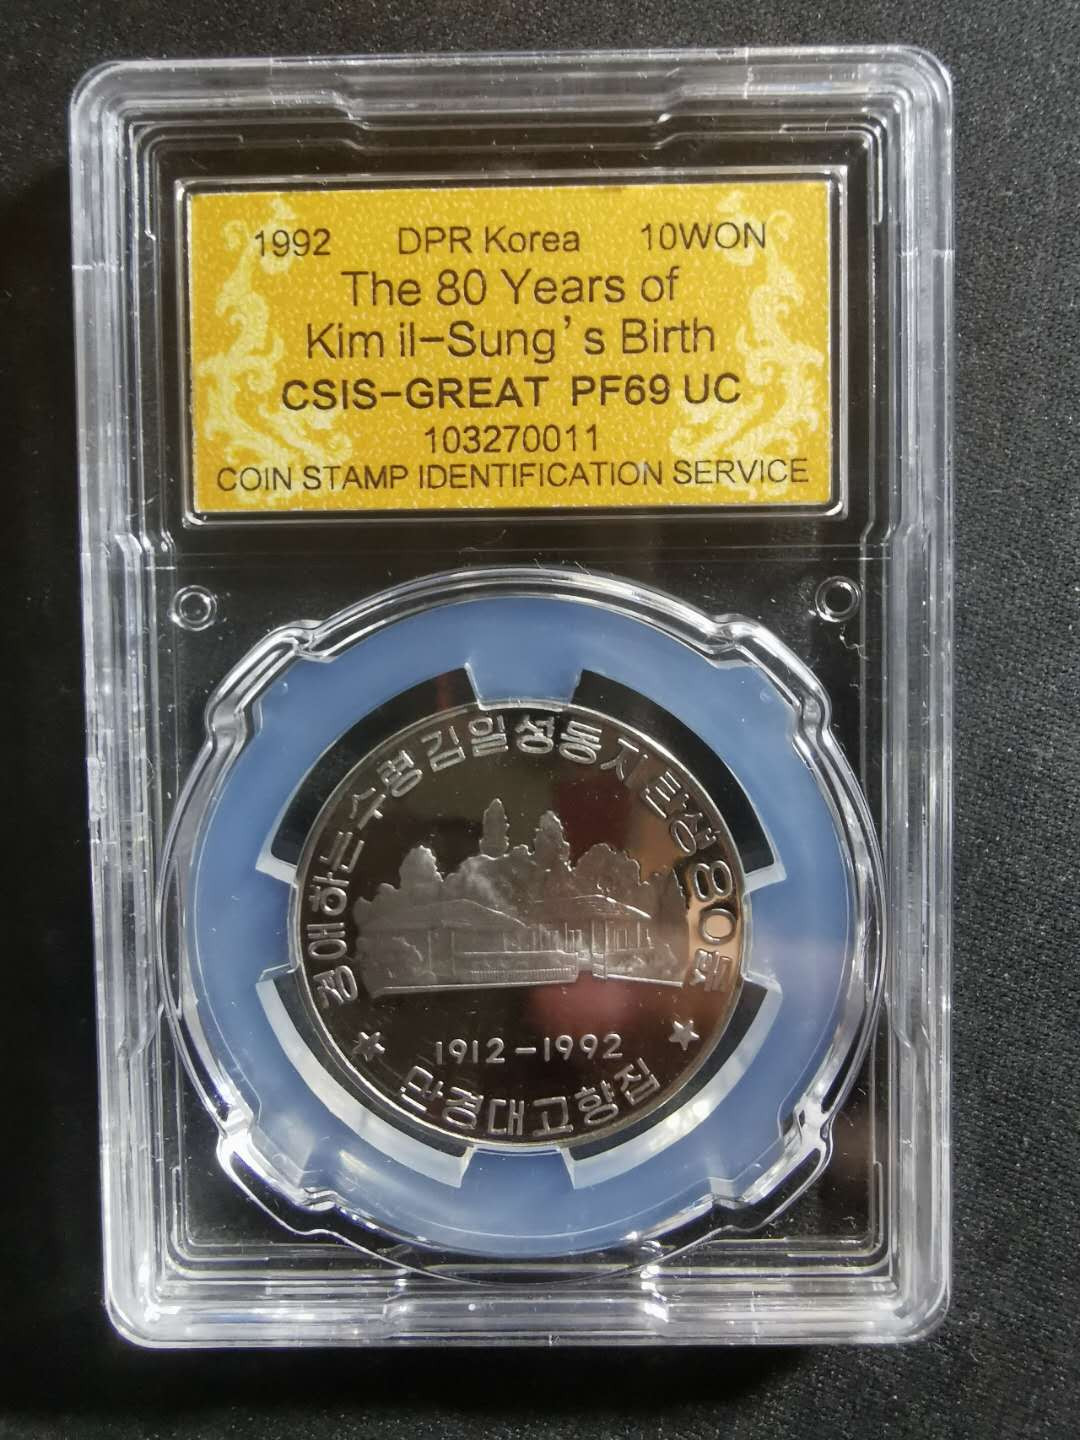 1992 DPR Korea 10WON
The 80 Years of
Kim il-Sung's Birth
CSIS-GREAT PF69 UC
103270011
COIN STAMP IDENTIFICATION SERVICE
경애하는수령김일성동지탄생80돐
1912-1992
만경대고향집